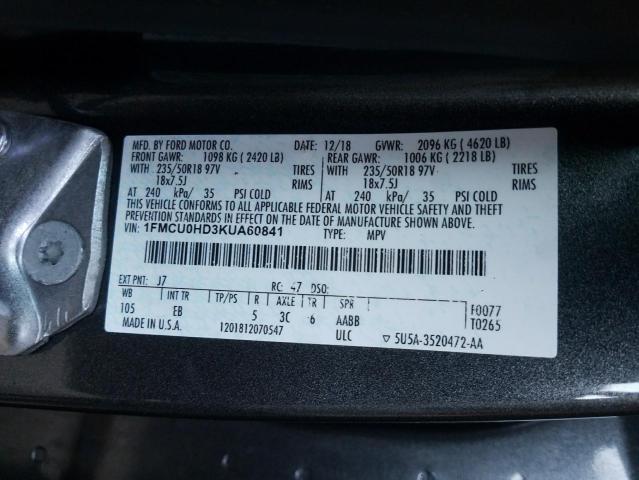 MFD. BY FORD MOTOR CO. DATE: 12/18 GVWR: 2096 KG ( 4620 LB)
FRONT GAWR: 1098 KG ( 2420 LB) REAR GAWR: 1006 KG ( 2218 LB)
WITH 235/50R18 97V TIRES WITH 235/50R18 97V TIRES
18x7.5J RIMS 18x7.5J RIMS
AT 240 kPa/ 35 PSI COLD AT 240 kPa/ 35 PSI COLD
THIS VEHICLE CONFORMS TO ALL APPLICABLE FEDERAL MOTOR VEHICLE SAFETY AND THEFT PREVENTION
STANDARDS IN EFFECT ON THE DATE OF MANUFACTURE SHOWN ABOVE.
VIN: 1FMCU0HD3KUA60841 TYPE: MPV
EXT PNT: J7 RC: 47 DSO:
WB INT TR TP/PS R AXLE TR SPR F0077
105 EB 5 3C 6 AABB T0265
MADE IN U.S.A. 1201812070547 ULC ▽ 5U5A-3520472-AA